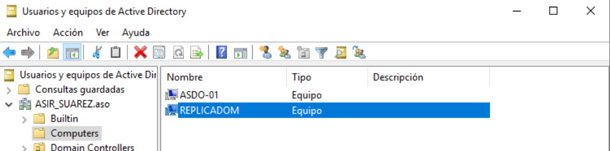 Usuarios y equipos de Active Directory
Archivo Acción Ver Ayuda
Usuarios y equipos de Active Dir
Consultas guardadas
ASIR_SUAREZ.aso
Builtin
Computers
Domain Controllers
Nombre Tipo Descripción
ASDO-01 Equipo
REPLICADOM Equipo